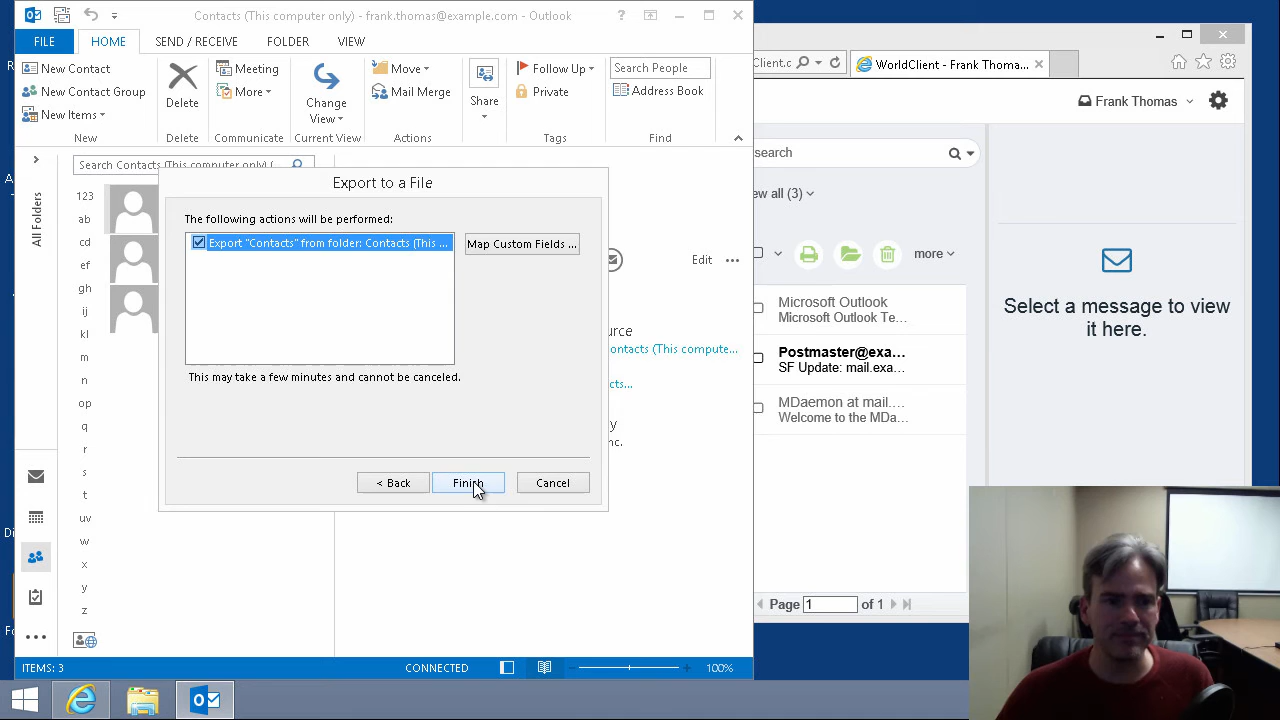 Contacts (This computer only) - frank.thomas@example.com - Outlook
FILE HOME SEND / RECEIVE FOLDER VIEW
New Contact
New Contact Group
New Items
New
Delete
Delete
Meeting
More
Communicate
Change
View
Current View
Move
Mail Merge
Actions
Share
Follow Up
Private
Tags
Search People
Address Book
Find
All Folders
Search Contacts (This computer only) (
123
ab
cd
ef
gh
ij
kl
m
n
op
q
r
s
t
uv
w
x
y
z
Export to a File
The following actions will be performed:
Export "Contacts" from folder: Contacts (This ...
Map Custom Fields ...
This may take a few minutes and cannot be canceled.
< Back
Finish
Cancel
Edit
ource
ontacts (This compute...
cts...
y
nc.
ITEMS: 3
CONNECTED
100%
Client.c
WorldClient - Frank Thoma...
Frank Thomas
search
ew all (3)
more
Microsoft Outlook
Microsoft Outlook Te...
Postmaster@exa...
SF Update: mail.exa...
MDaemon at mail....
Welcome to the MDa...
Select a message to view
it here.
Page 1 of 1